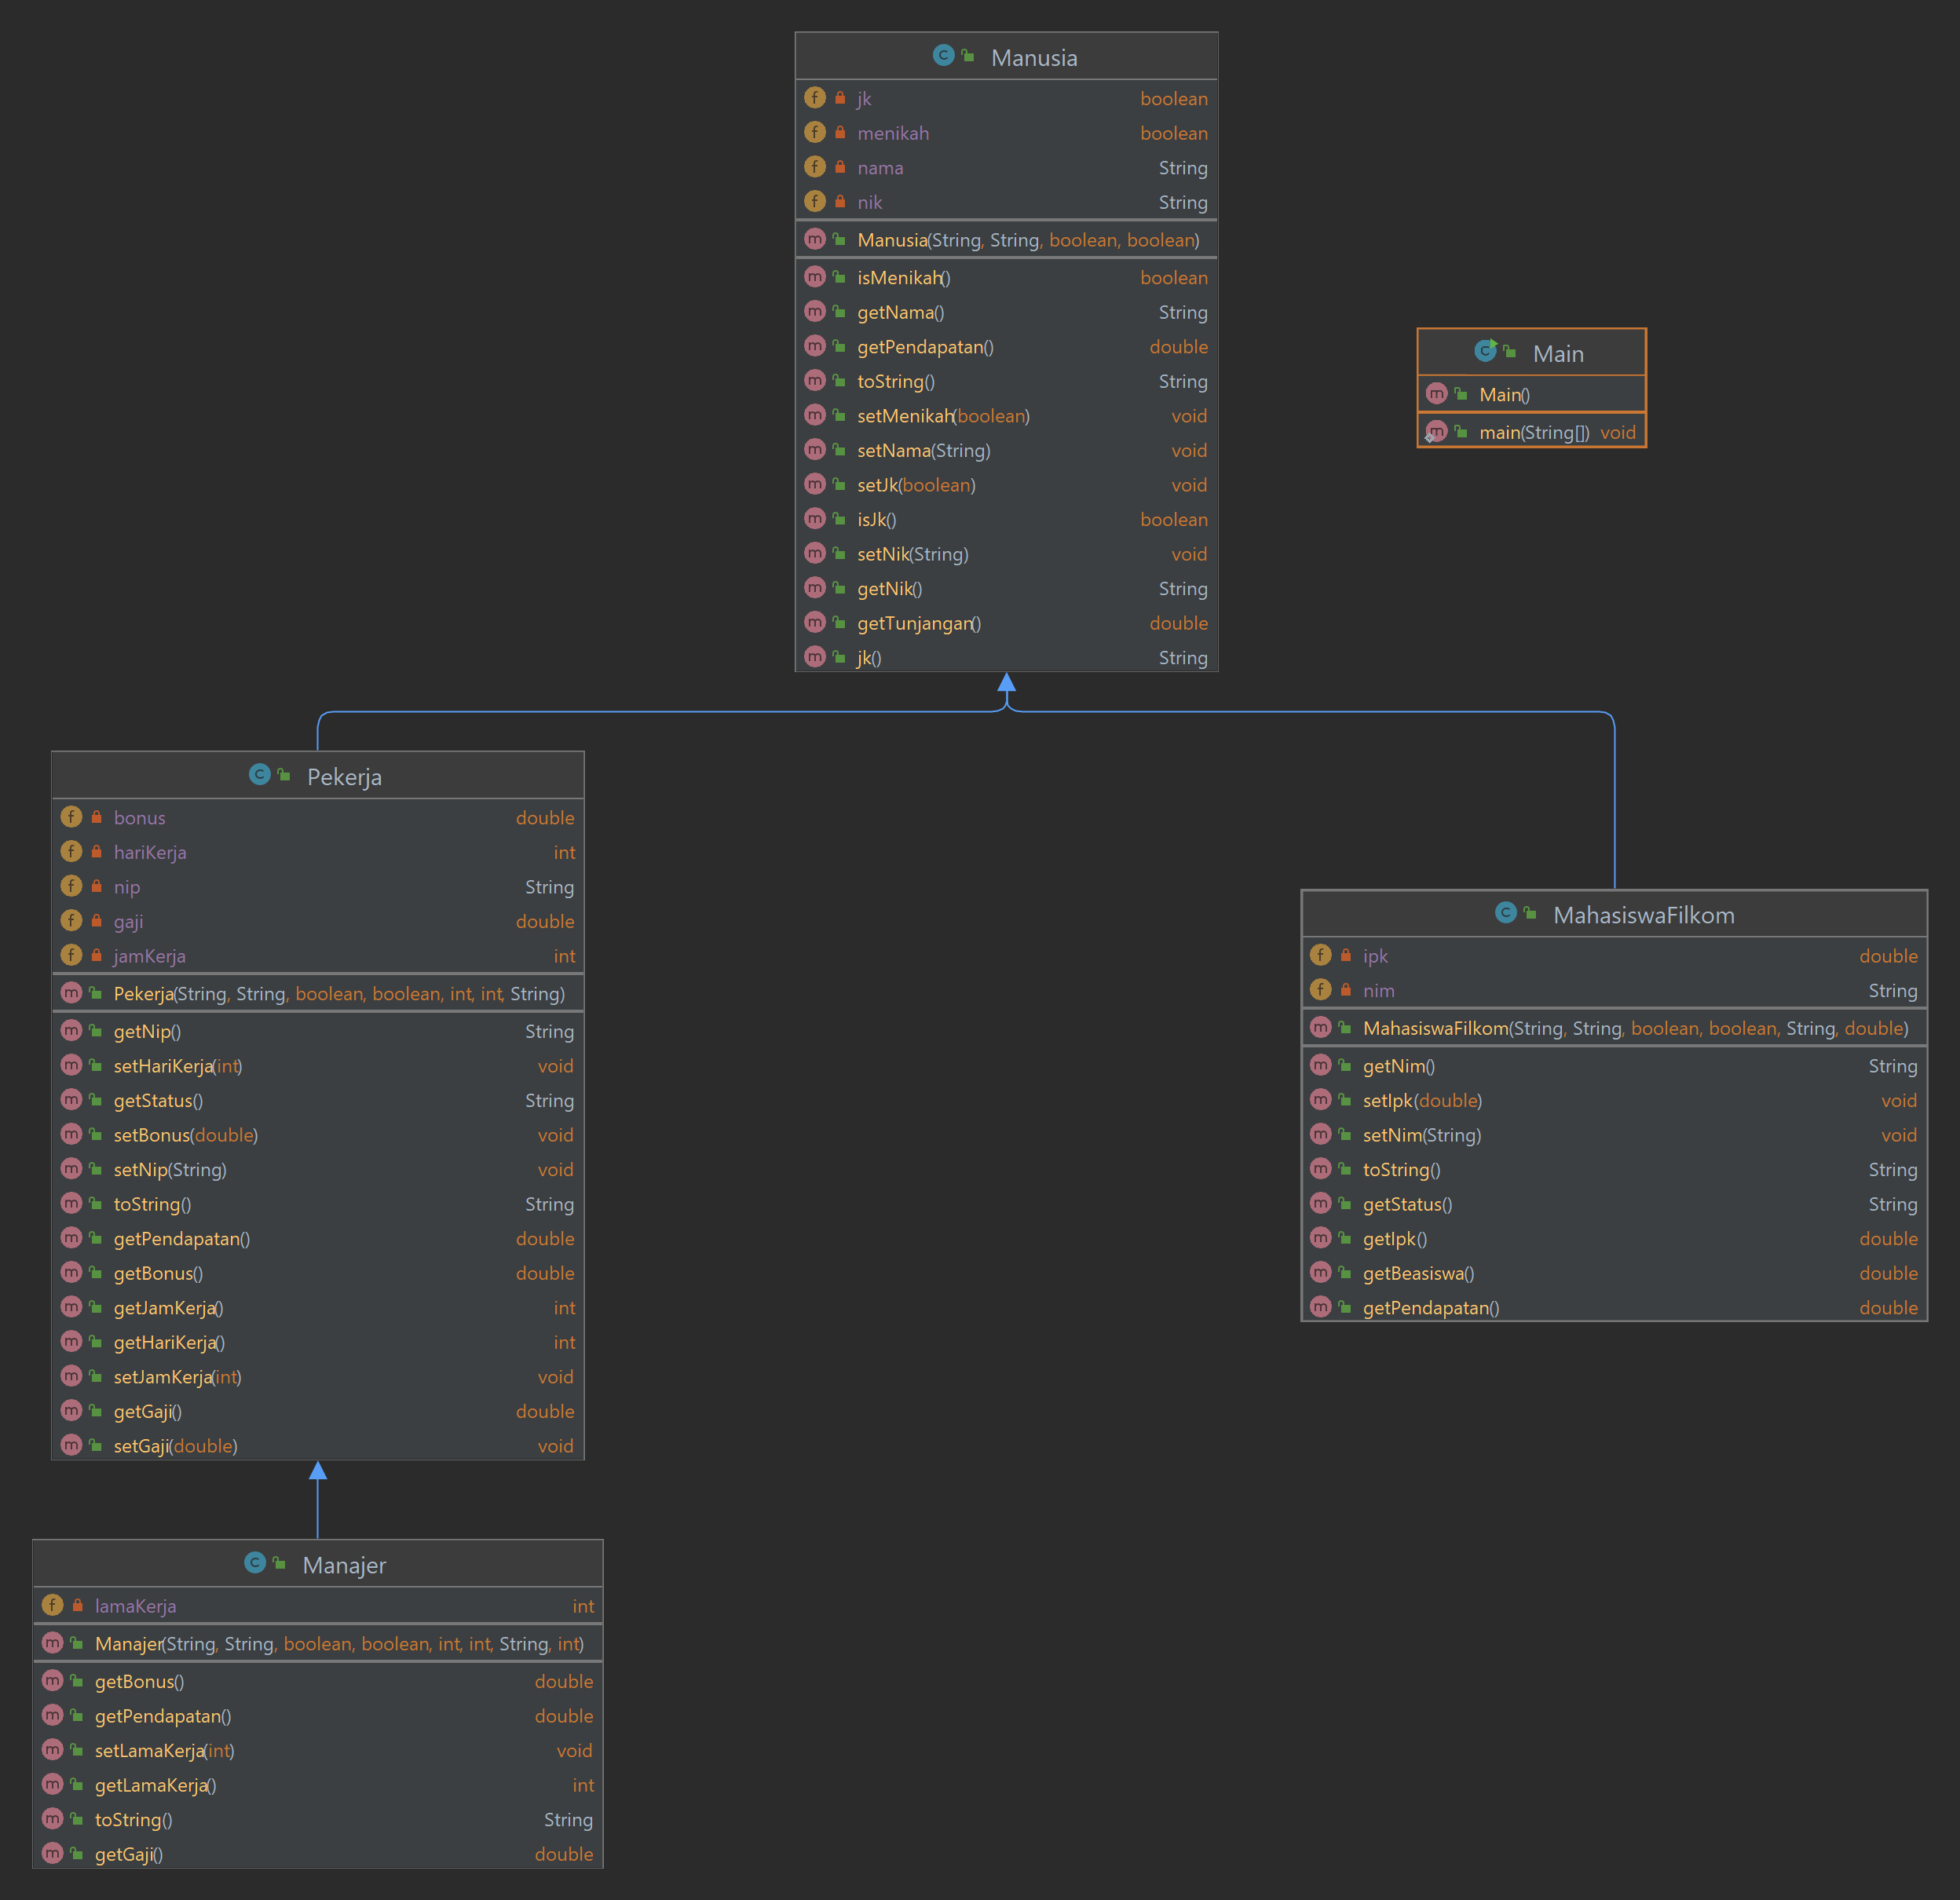 Manusia
jk boolean
menikah boolean
nama String
nik String
Manusia(String, String, boolean, boolean)
isMenikah() boolean
getNama() String
getPendapatan() double
toString() String
setMenikah(boolean) void
setNama(String) void
setJk(boolean) void
isJk() boolean
setNik(String) void
getNik() String
getTunjangan() double
jk() String
Main
Main()
main(String[]) void
Pekerja
bonus double
hariKerja int
nip String
gaji double
jamKerja int
Pekerja(String, String, boolean, boolean, int, int, String)
getNip() String
setHariKerja(int) void
getStatus() String
setBonus(double) void
setNip(String) void
toString() String
getPendapatan() double
getBonus() double
getJamKerja() int
getHariKerja() int
setJamKerja(int) void
getGaji() double
setGaji(double) void
MahasiswaFilkom
ipk double
nim String
MahasiswaFilkom(String, String, boolean, boolean, String, double)
getNim() String
setIpk(double) void
setNim(String) void
toString() String
getStatus() String
getIpk() double
getBeasiswa() double
getPendapatan() double
Manajer
lamaKerja int
Manajer(String, String, boolean, boolean, int, int, String, int)
getBonus() double
getPendapatan() double
setLamaKerja(int) void
getLamaKerja() int
toString() String
getGaji() double